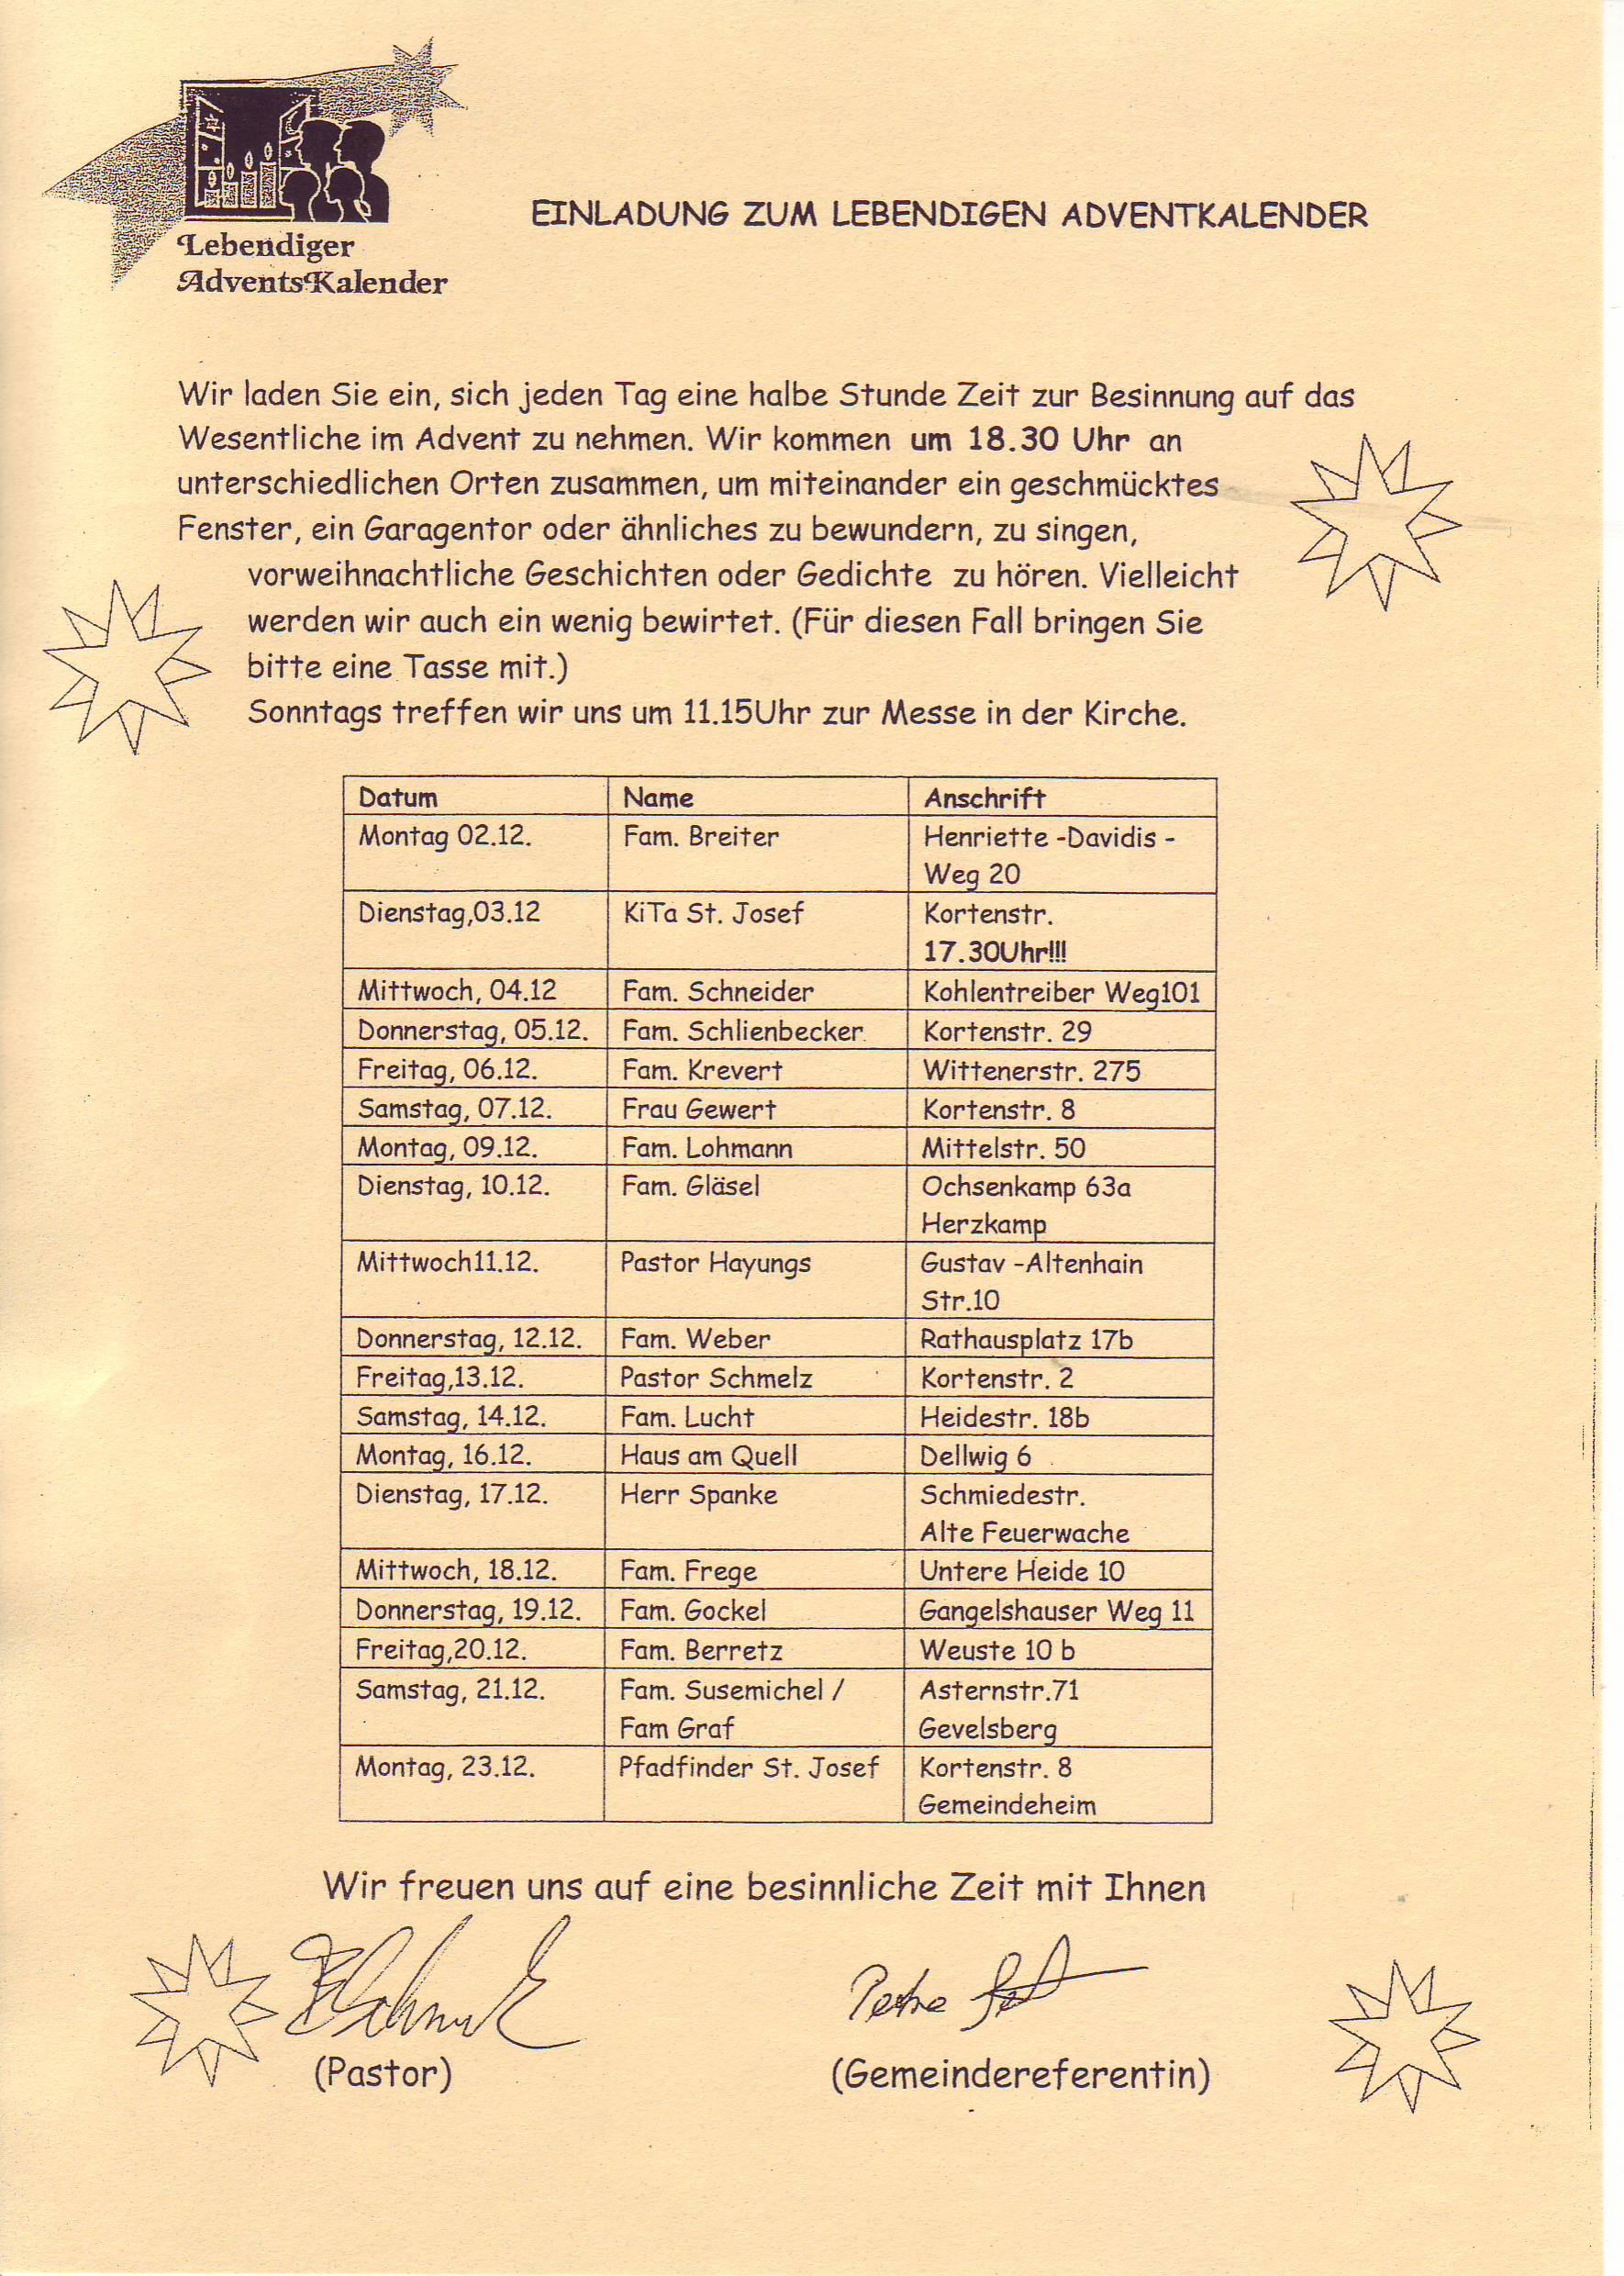 Lebendiger
AdventsKalender
EINLADUNG ZUM LEBENDIGEN ADVENTKALENDER
Wir laden Sie ein, sich jeden Tag eine halbe Stunde Zeit zur Besinnung auf das
Wesentliche im Advent zu nehmen. Wir kommen um 18.30 Uhr an
unterschiedlichen Orten zusammen, um miteinander ein geschmücktes
Fenster, ein Garagentor oder ähnliches zu bewundern, zu singen,
vorweihnachtliche Geschichten oder Gedichte zu hören. Vielleicht
werden wir auch ein wenig bewirtet. (Für diesen Fall bringen Sie
bitte eine Tasse mit.)
Sonntags treffen wir uns um 11.15Uhr zur Messe in der Kirche.
Datum Name Anschrift
Montag 02.12. Fam. Breiter Henriette -Davidis -
Weg 20
Dienstag,03.12 KiTa St. Josef Kortenstr.
17.30Uhr!!!
Mittwoch, 04.12 Fam. Schneider Kohlentreiber Weg101
Donnerstag, 05.12. Fam. Schlienbecker Kortenstr. 29
Freitag, 06.12. Fam. Krevert Wittenerstr. 275
Samstag, 07.12. Frau Gewert Kortenstr. 8
Montag, 09.12. Fam. Lohmann Mittelstr. 50
Dienstag, 10.12. Fam. Gläsel Ochsenkamp 63a
Herzkamp
Mittwoch11.12. Pastor Hayungs Gustav -Altenhain
Str.10
Donnerstag, 12.12. Fam. Weber Rathausplatz 17b
Freitag,13.12. Pastor Schmelz Kortenstr. 2
Samstag, 14.12. Fam. Lucht Heidestr. 18b
Montag, 16.12. Haus am Quell Dellwig 6
Dienstag, 17.12. Herr Spanke Schmiedestr.
Alte Feuerwache
Mittwoch, 18.12. Fam. Frege Untere Heide 10
Donnerstag, 19.12. Fam. Gockel Gangelshauser Weg 11
Freitag,20.12. Fam. Berretz Weuste 10 b
Samstag, 21.12. Fam. Susemichel / Asternstr.71
Fam Graf Gevelsberg
Montag, 23.12. Pfadfinder St. Josef Kortenstr. 8
Gemeindeheim
Wir freuen uns auf eine besinnliche Zeit mit Ihnen
Petra
(Pastor) (Gemeindereferentin)